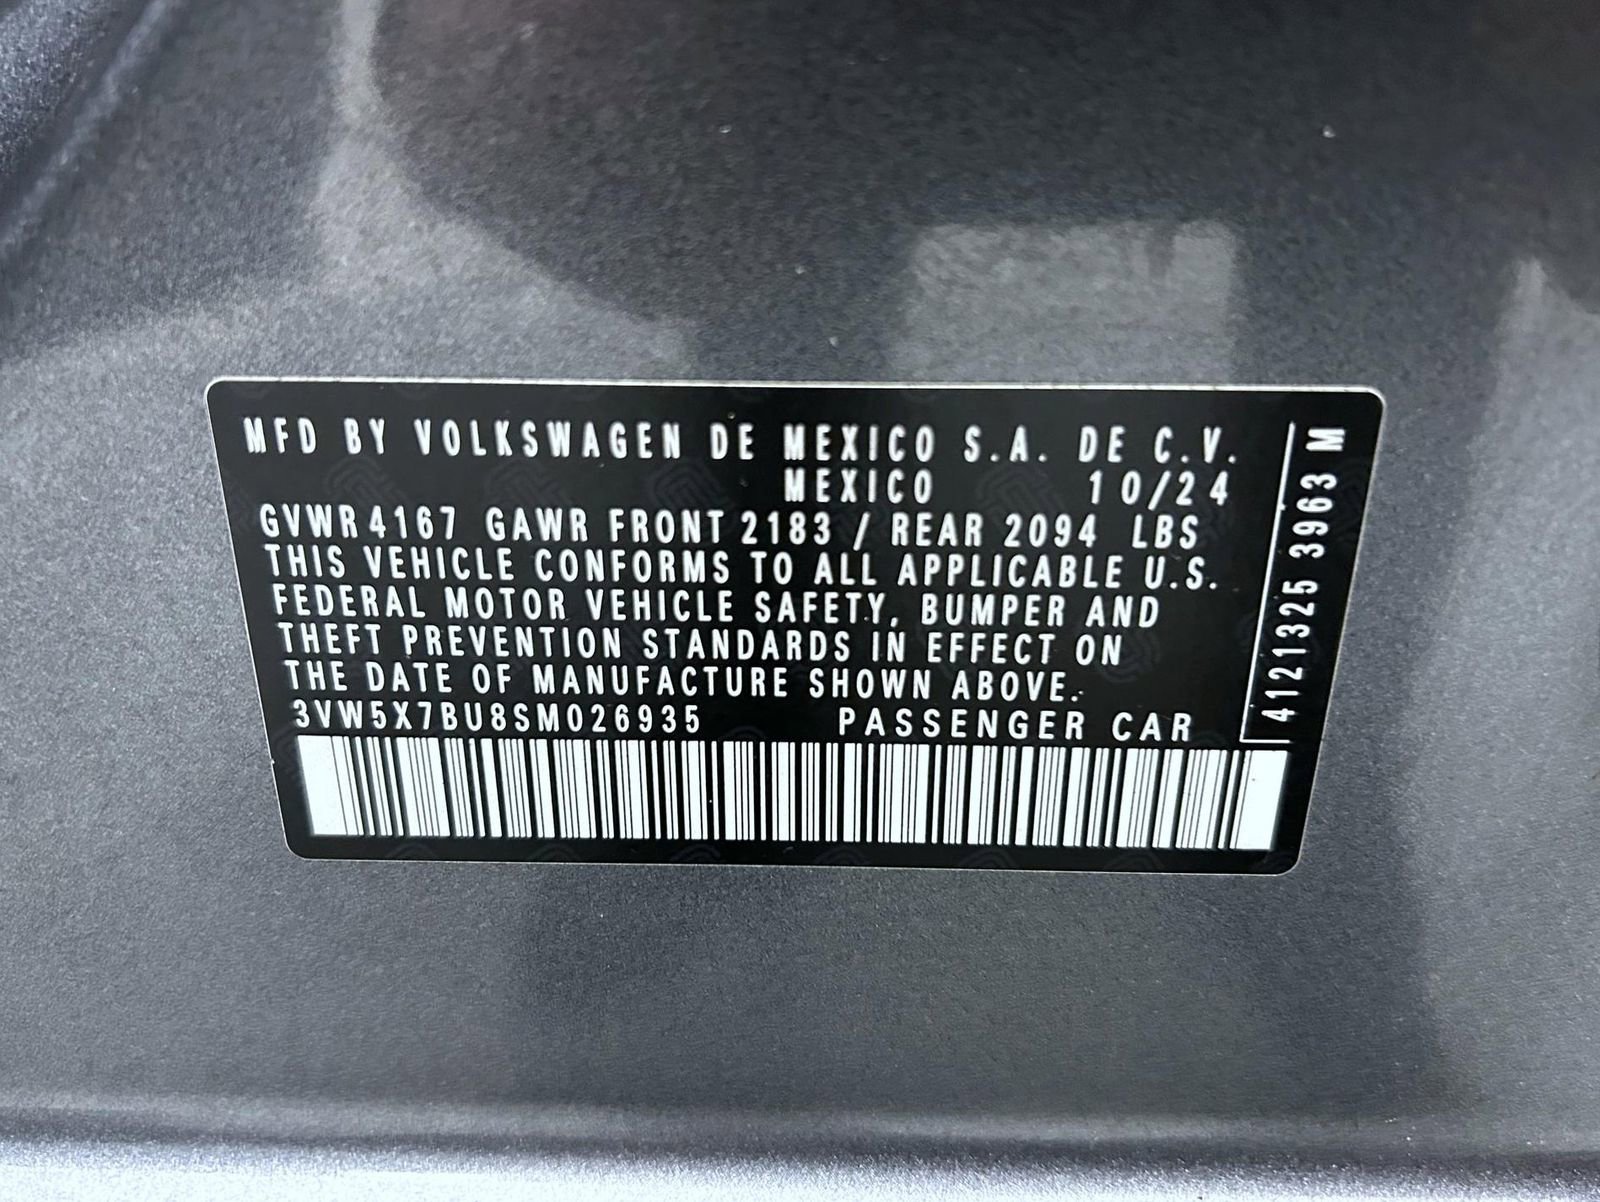 MFD BY VOLKSWAGEN DE MEXICO S.A. DE C.V.
MEXICO 10/24
GVWR 4167 GAWR FRONT 2183 / REAR 2094 LBS
THIS VEHICLE CONFORMS TO ALL APPLICABLE U.S.
FEDERAL MOTOR VEHICLE SAFETY, BUMPER AND
THEFT PREVENTION STANDARDS IN EFFECT ON
THE DATE OF MANUFACTURE SHOWN ABOVE.
3VW5X7BU8SM026935 PASSENGER CAR
4121325 3963 M